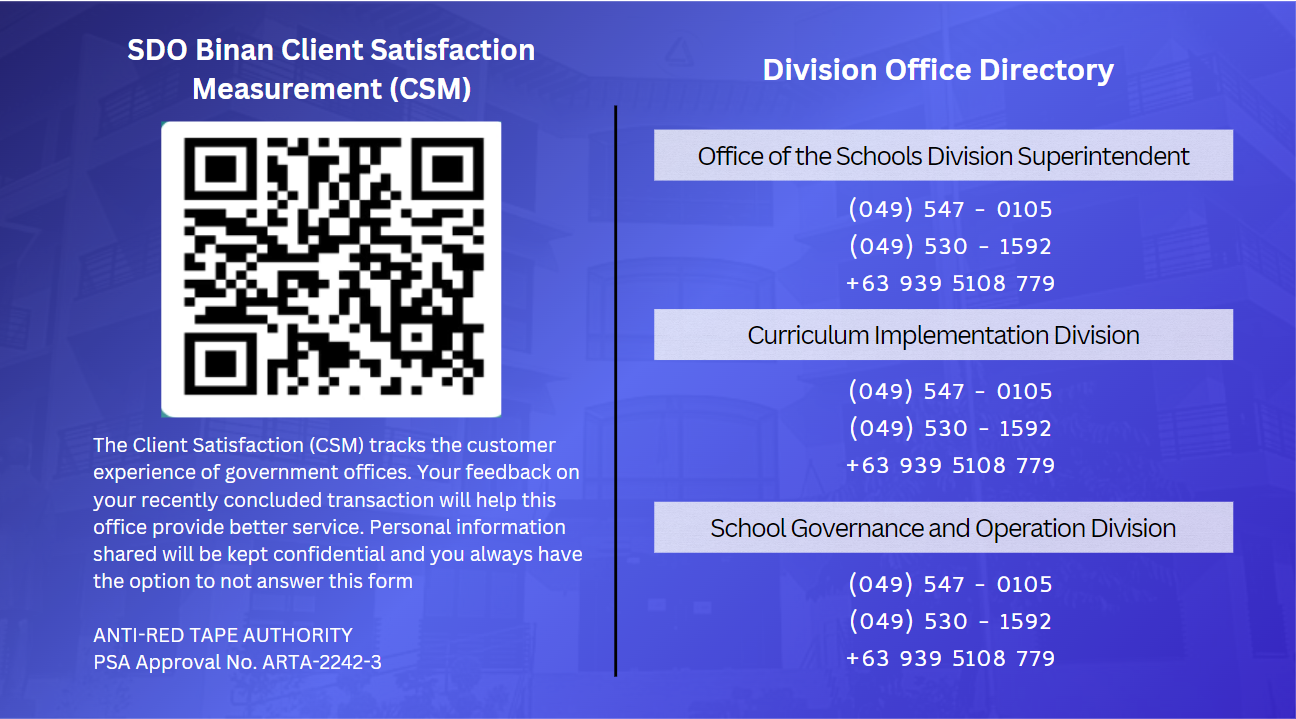 SDO Binan Client Satisfaction
Measurement (CSM)
The Client Satisfaction (CSM) tracks the customer
experience of government offices. Your feedback on
your recently concluded transaction will help this
office provide better service. Personal information
shared will be kept confidential and you always have
the option to not answer this form
ANTI-RED TAPE AUTHORITY
PSA Approval No. ARTA-2242-3
Division Office Directory
Office of the Schools Division Superintendent
(049) 547 - 0105
(049) 530 - 1592
+63 939 5108 779
Curriculum Implementation Division
(049) 547 - 0105
(049) 530 - 1592
+63 939 5108 779
School Governance and Operation Division
(049) 547 - 0105
(049) 530 - 1592
+63 939 5108 779